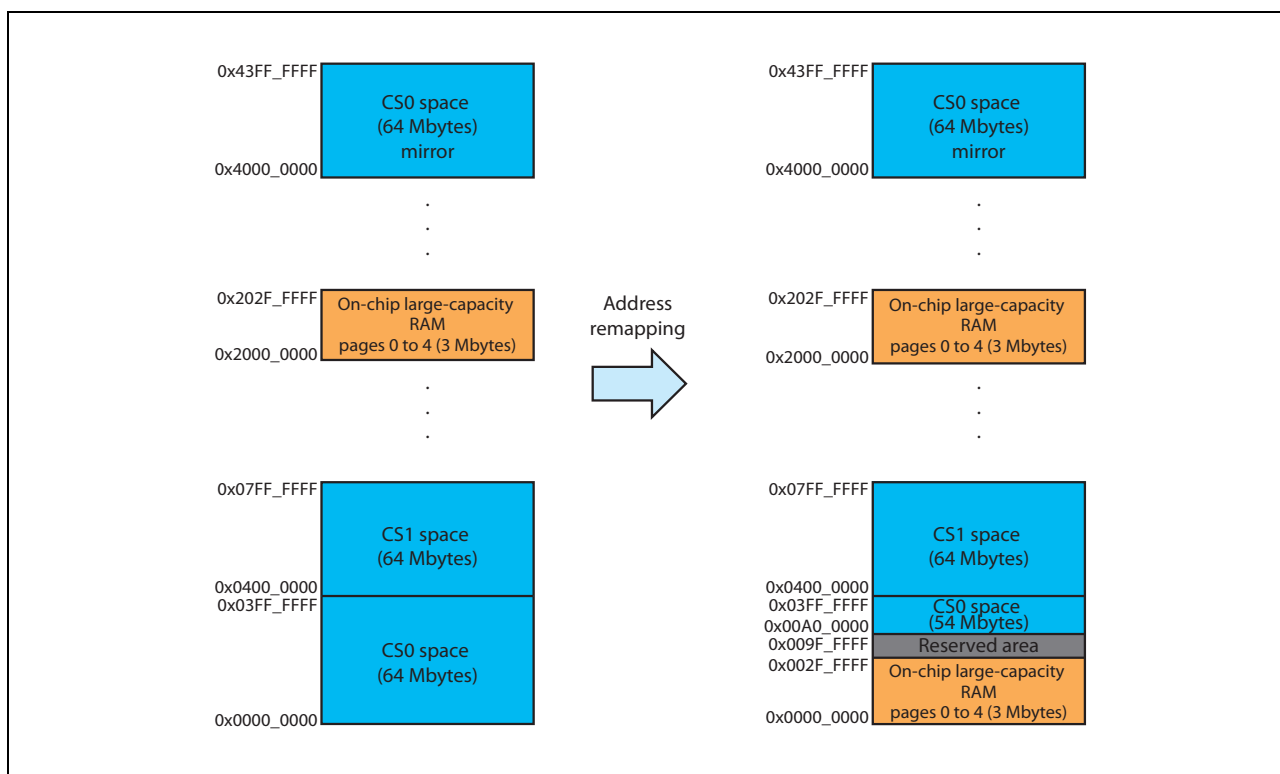 0x43FF_FFFF
CS0 space
(64 Mbytes)
mirror
0x4000_0000
0x202F_FFFF
On-chip large-capacity
RAM
pages 0 to 4 (3 Mbytes)
0x2000_0000
0x07FF_FFFF
CS1 space
(64 Mbytes)
0x0400_0000
0x03FF_FFFF
CS0 space
(64 Mbytes)
0x0000_0000
Address
remapping
0x43FF_FFFF
CS0 space
(64 Mbytes)
mirror
0x4000_0000
0x202F_FFFF
On-chip large-capacity
RAM
pages 0 to 4 (3 Mbytes)
0x2000_0000
0x07FF_FFFF
CS1 space
(64 Mbytes)
0x0400_0000
0x03FF_FFFF
CS0 space
(54 Mbytes)
0x00A0_0000
0x009F_FFFF
Reserved area
0x002F_FFFF
On-chip large-capacity
RAM
pages 0 to 4 (3 Mbytes)
0x0000_0000